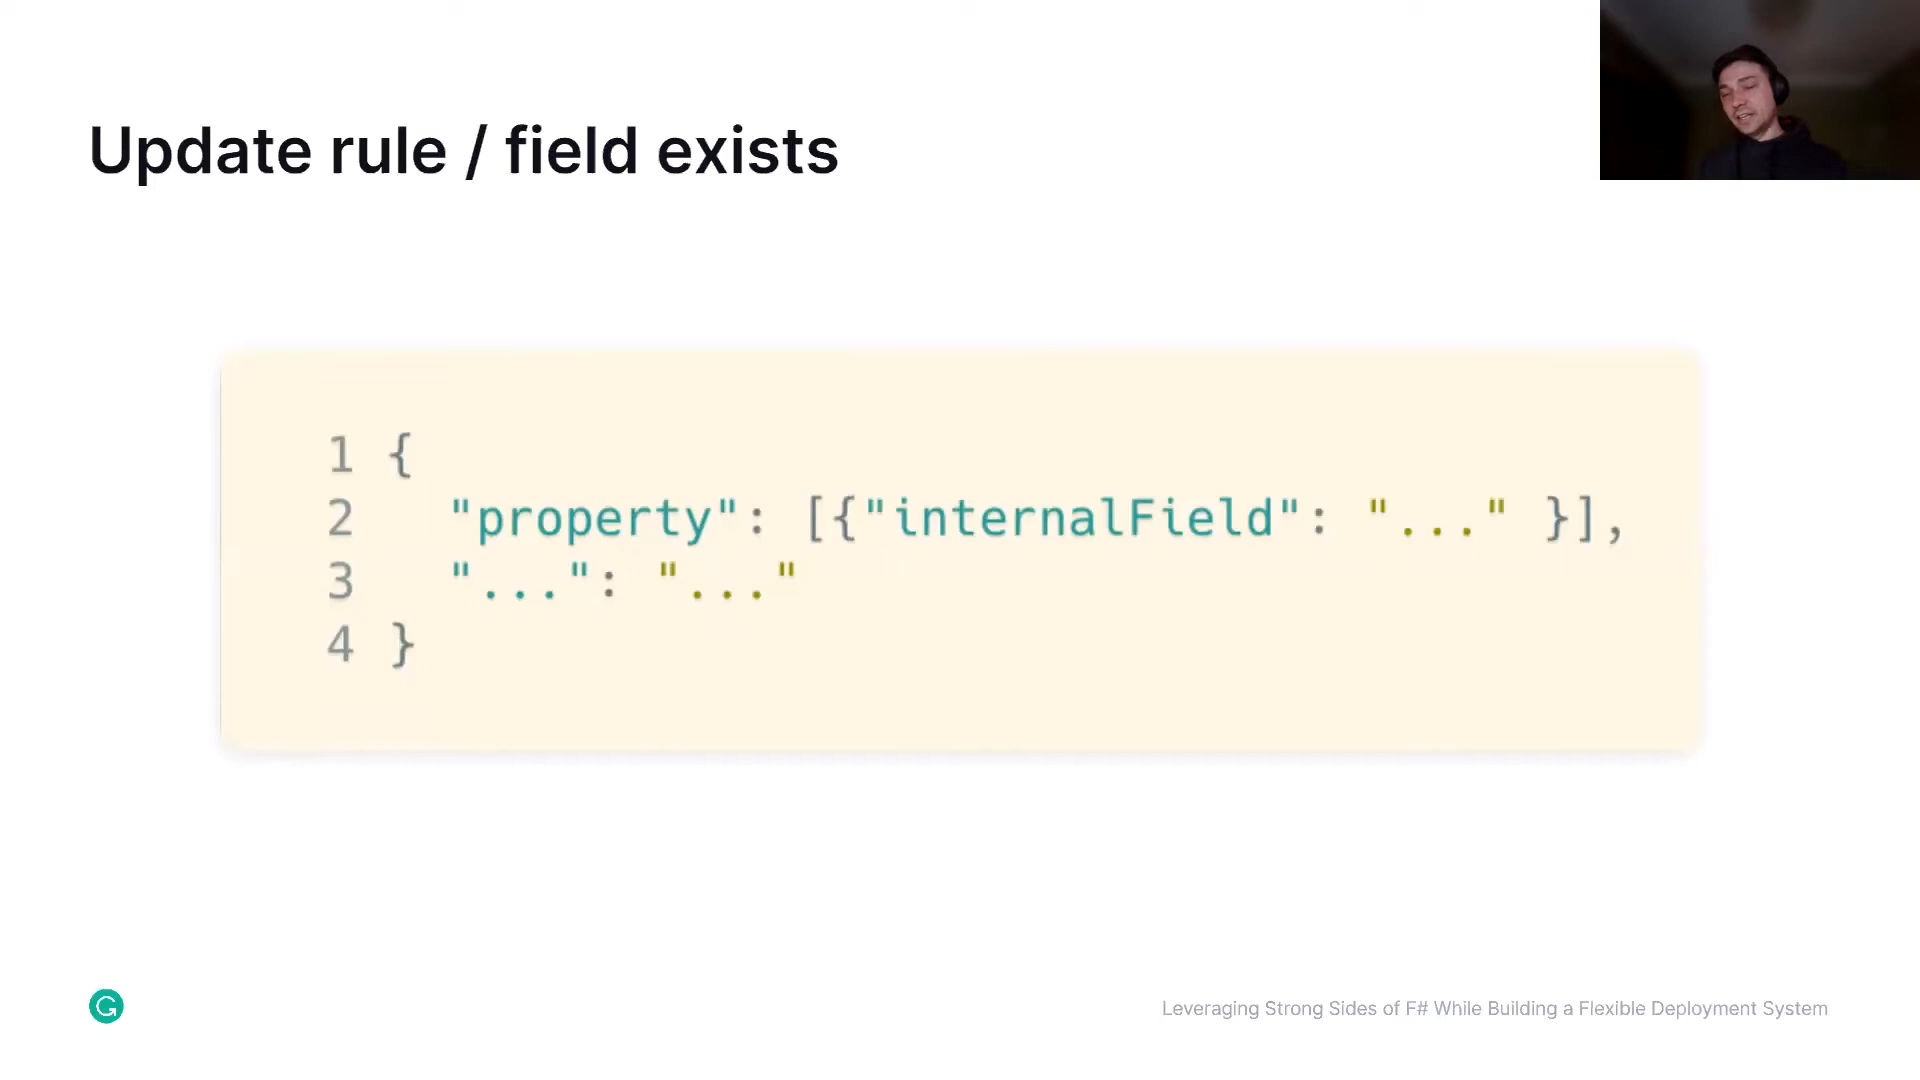 Update rule / field exists
1 {
2   "property": [{"internalField": "..." }],
3   "...": "..."
4 }
Leveraging Strong Sides of F# While Building a Flexible Deployment System